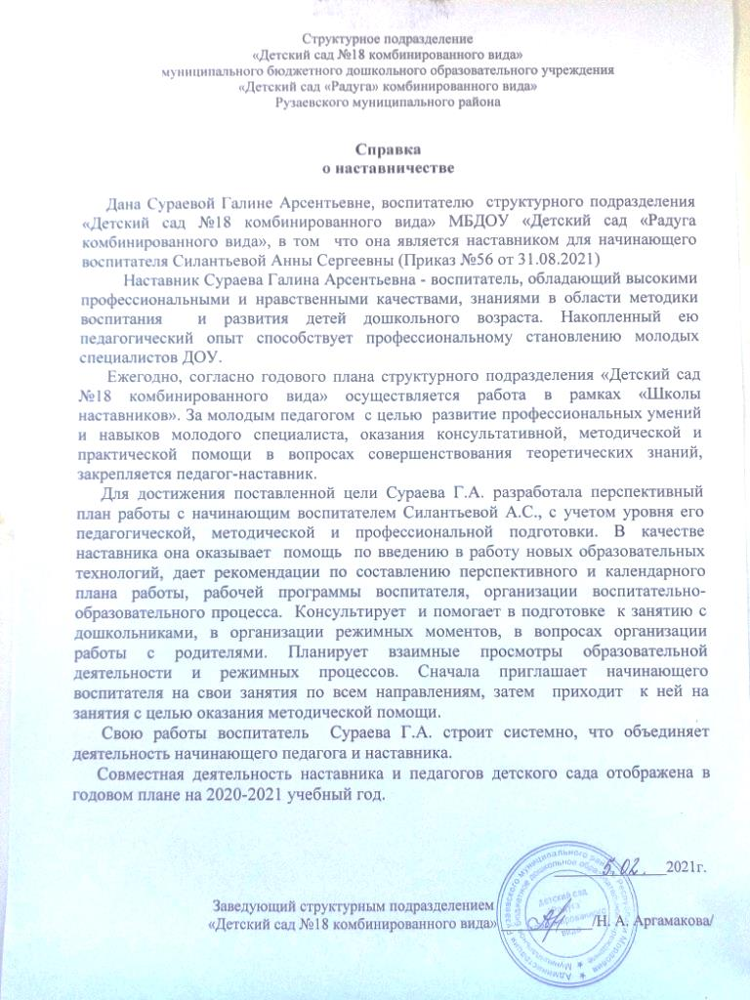 Структурное подразделение
«Детский сад №18 комбинированного вида»
муниципального бюджетного дошкольного образовательного учреждения
«Детский сад «Радуга» комбинированного вида»
Рузаевского муниципального района
Справка
о наставничестве
Дана Сураевой Галине Арсентьевне, воспитателю структурного подразделения
«Детский сад №18 комбинированного вида» МБДОУ «Детский сад «Радуга
комбинированного вида», в том что она является наставником для начинающего
воспитателя Силантьевой Анны Сергеевны (Приказ №56 от 31.08.2021)
Наставник Сураева Галина Арсентьевна - воспитатель, обладающий высокими
профессиональными и нравственными качествами, знаниями в области методики
воспитания и развития детей дошкольного возраста. Накопленный ею
педагогический опыт способствует профессиональному становлению молодых
специалистов ДОУ.
Ежегодно, согласно годового плана структурного подразделения «Детский сад
№18 комбинированного вида» осуществляется работа в рамках «Школы
наставников». За молодым педагогом с целью развитие профессиональных умений
и навыков молодого специалиста, оказания консультативной, методической и
практической помощи в вопросах совершенствования теоретических знаний,
закрепляется педагог-наставник.
Для достижения поставленной цели Сураева Г.А. разработала перспективный
план работы с начинающим воспитателем Силантьевой А.С., с учетом уровня его
педагогической, методической и профессиональной подготовки. В качестве
наставника она оказывает помощь по введению в работу новых образовательных
технологий, дает рекомендации по составлению перспективного и календарного
плана работы, рабочей программы воспитателя, организации воспитательно-
образовательного процесса. Консультирует и помогает в подготовке к занятию с
дошкольниками, в организации режимных моментов, в вопросах организации
работы с родителями. Планирует взаимные просмотры образовательной
деятельности и режимных процессов. Сначала приглашает начинающего
воспитателя на свои занятия по всем направлениям, затем приходит к ней на
занятия с целью оказания методической помощи.
Свою работы воспитатель Сураева Г.А. строит системно, что объединяет
деятельность начинающего педагога и наставника.
Совместная деятельность наставника и педагогов детского сада отображена в
годовом плане на 2020-2021 учебный год.
5.02. 2021г.
Заведующий структурным подразделением
«Детский сад №18 комбинированного вида» /Н. А. Аргамакова/
Администрация Рузаевского муниципального района Республики Мордовия
детский сад
комбинированного
вида